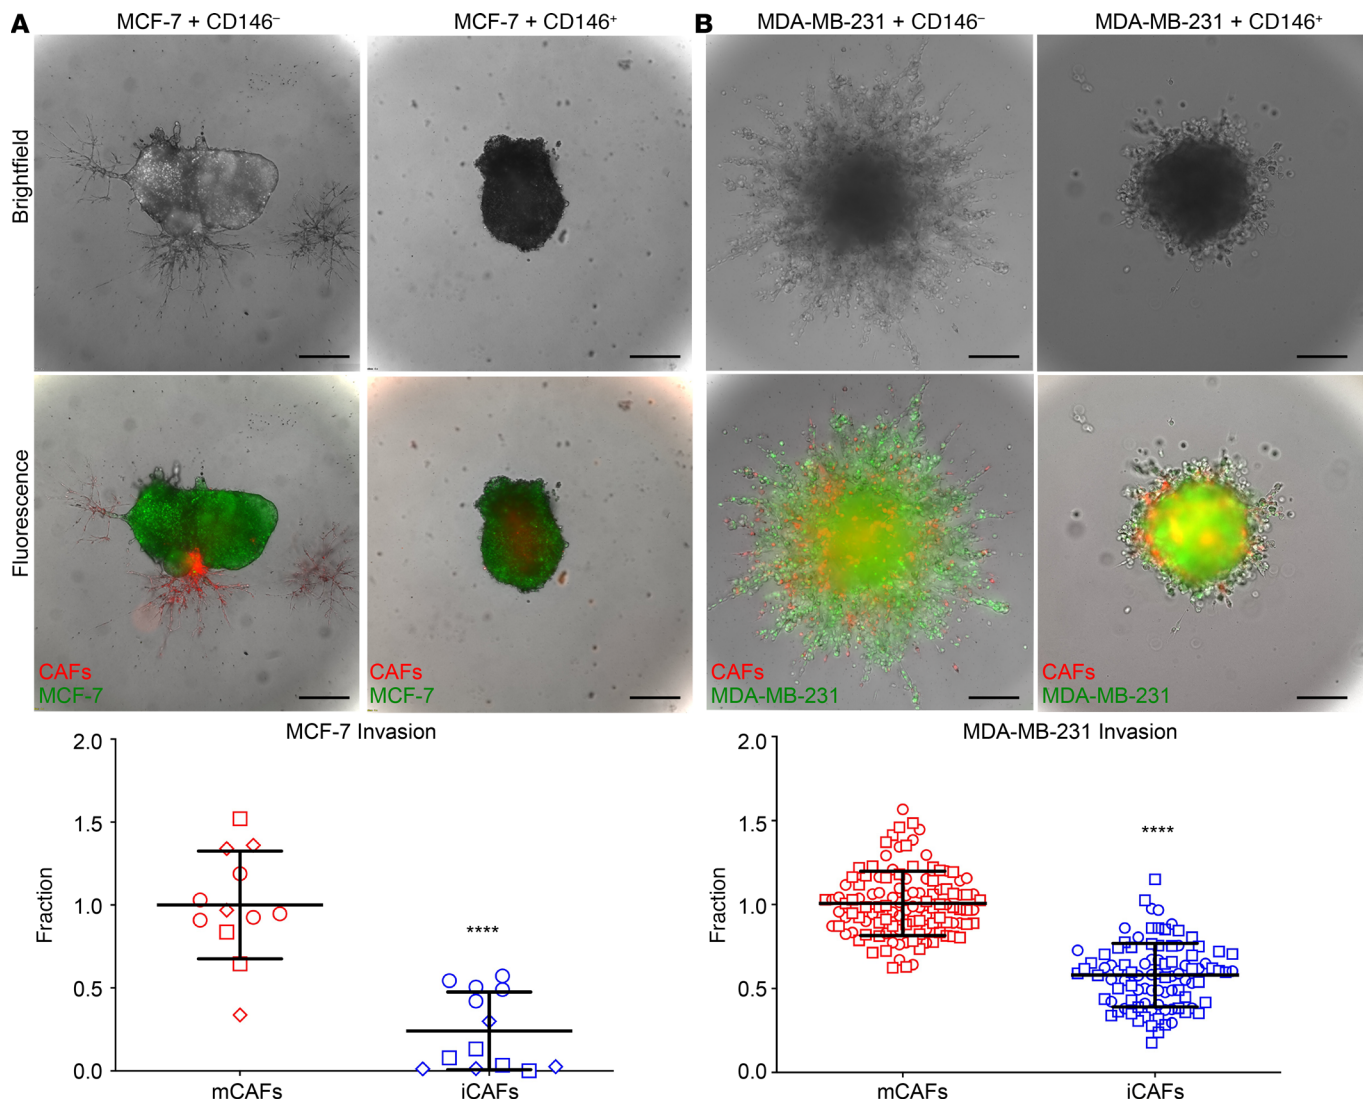 A
MCF-7 + CD146⁻
MCF-7 + CD146⁺
B
MDA-MB-231 + CD146⁻
MDA-MB-231 + CD146⁺
Brightfield
Fluorescence
CAFs
MCF-7
CAFs
MCF-7
CAFs
MDA-MB-231
CAFs
MDA-MB-231
MCF-7 Invasion
Fraction
2.0
1.5
1.0
0.5
0.0
****
mCAFs
iCAFs
MDA-MB-231 Invasion
Fraction
2.0
1.5
1.0
0.5
0.0
****
mCAFs
iCAFs